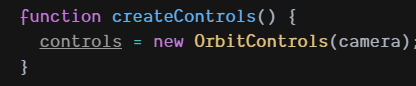 function createControls() {
  controls = new OrbitControls(camera);
}